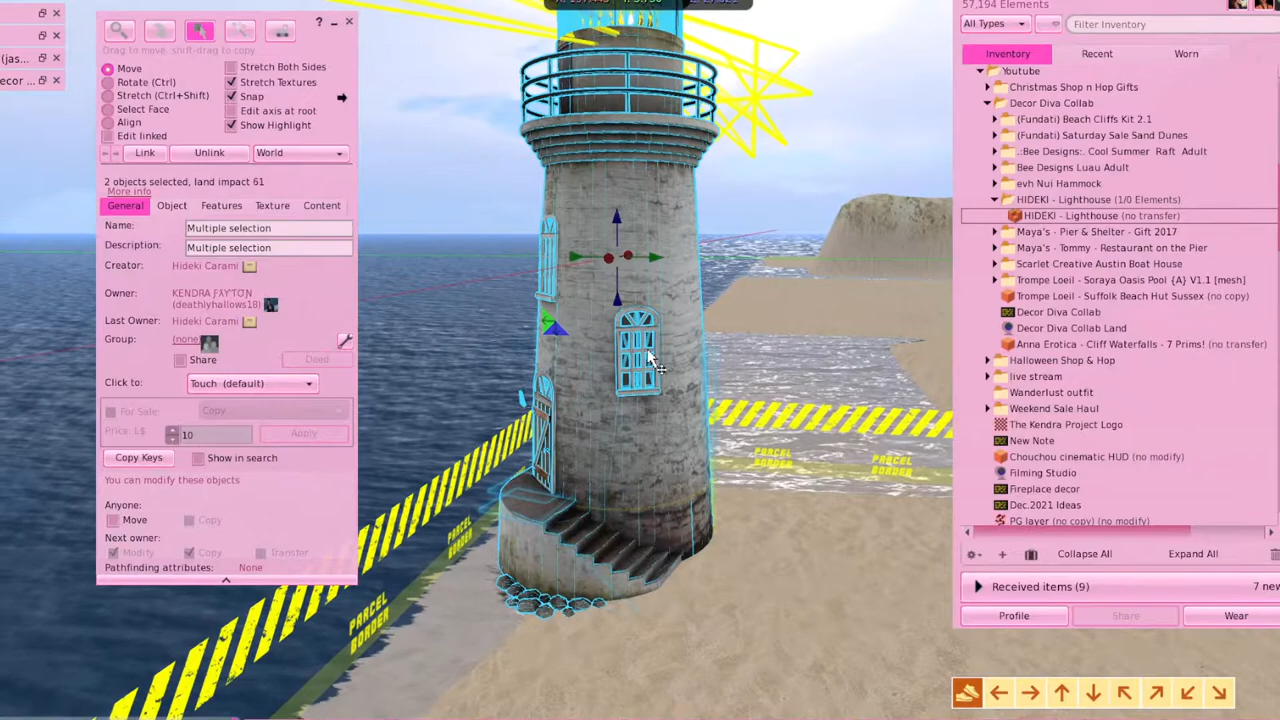 57,194 Elements
(jas...
ecor ...
?
Drag to move, shift-drag to copy
Move
Rotate (Ctrl)
Stretch (Ctrl+Shift)
Select Face
Align
Edit linked
Stretch Both Sides
Stretch Textures
Snap
Edit axis at root
Show Highlight
Link
Unlink
World
2 objects selected, land impact 61
More info
General
Object
Features
Texture
Content
Name:
Multiple selection
Description:
Multiple selection
Creator:
Hideki Carami
Owner:
(deathlyhallows18)
Last Owner:
Hideki Carami
Group:
(none)
Share
Deed
Click to:
Touch (default)
For Sale:
Copy
Price: L$
10
Apply
Copy Keys
Show in search
You can modify these objects
Anyone:
Move
Copy
Next owner:
Modify
Copy
Transfer
Pathfinding attributes:
None
PARCEL
BORDER
PARCEL
BORDER
PARCEL
BORDER
PARCEL
BORDER
All Types
Enter Inventory
Inventory
Recent
Worn
Youtube
Christmas Shop n Hop Gifts
Decor Diva Collab
(Fundati) Beach Cliffs Kit 2.1
(Fundati) Saturday Sale Sand Dunes
.:Bee Designs:. Cool Summer Raft Adult
Bee Designs Luau Adult
evh Nui Hammock
HIDEKI - Lighthouse (1/0 Elements)
HIDEKI - Lighthouse (no transfer)
Maya's - Pier & Shelter - Gift 2017
Maya's - Tommy - Restaurant on the Pier
Scarlet Creative Austin Boat House
Trompe Loeil - Soraya Oasis Pool {A} V1.1 [mesh]
Trompe Loeil - Suffolk Beach Hut Sussex (no copy)
Decor Diva Collab
Decor Diva Collab Land
Anna Erotica - Cliff Waterfalls - 7 Prims! (no transfer)
Halloween Shop & Hop
live stream
Wanderlust outfit
Weekend Sale Haul
The Kendra Project Logo
New Note
Chouchou cinematic HUD (no modify)
Filming Studio
Fireplace decor
Dec.2021 Ideas
PG layer (no copy) (no modify)
Collapse All
Expand All
Received items (9)
7 new
Profile
Share
Wear